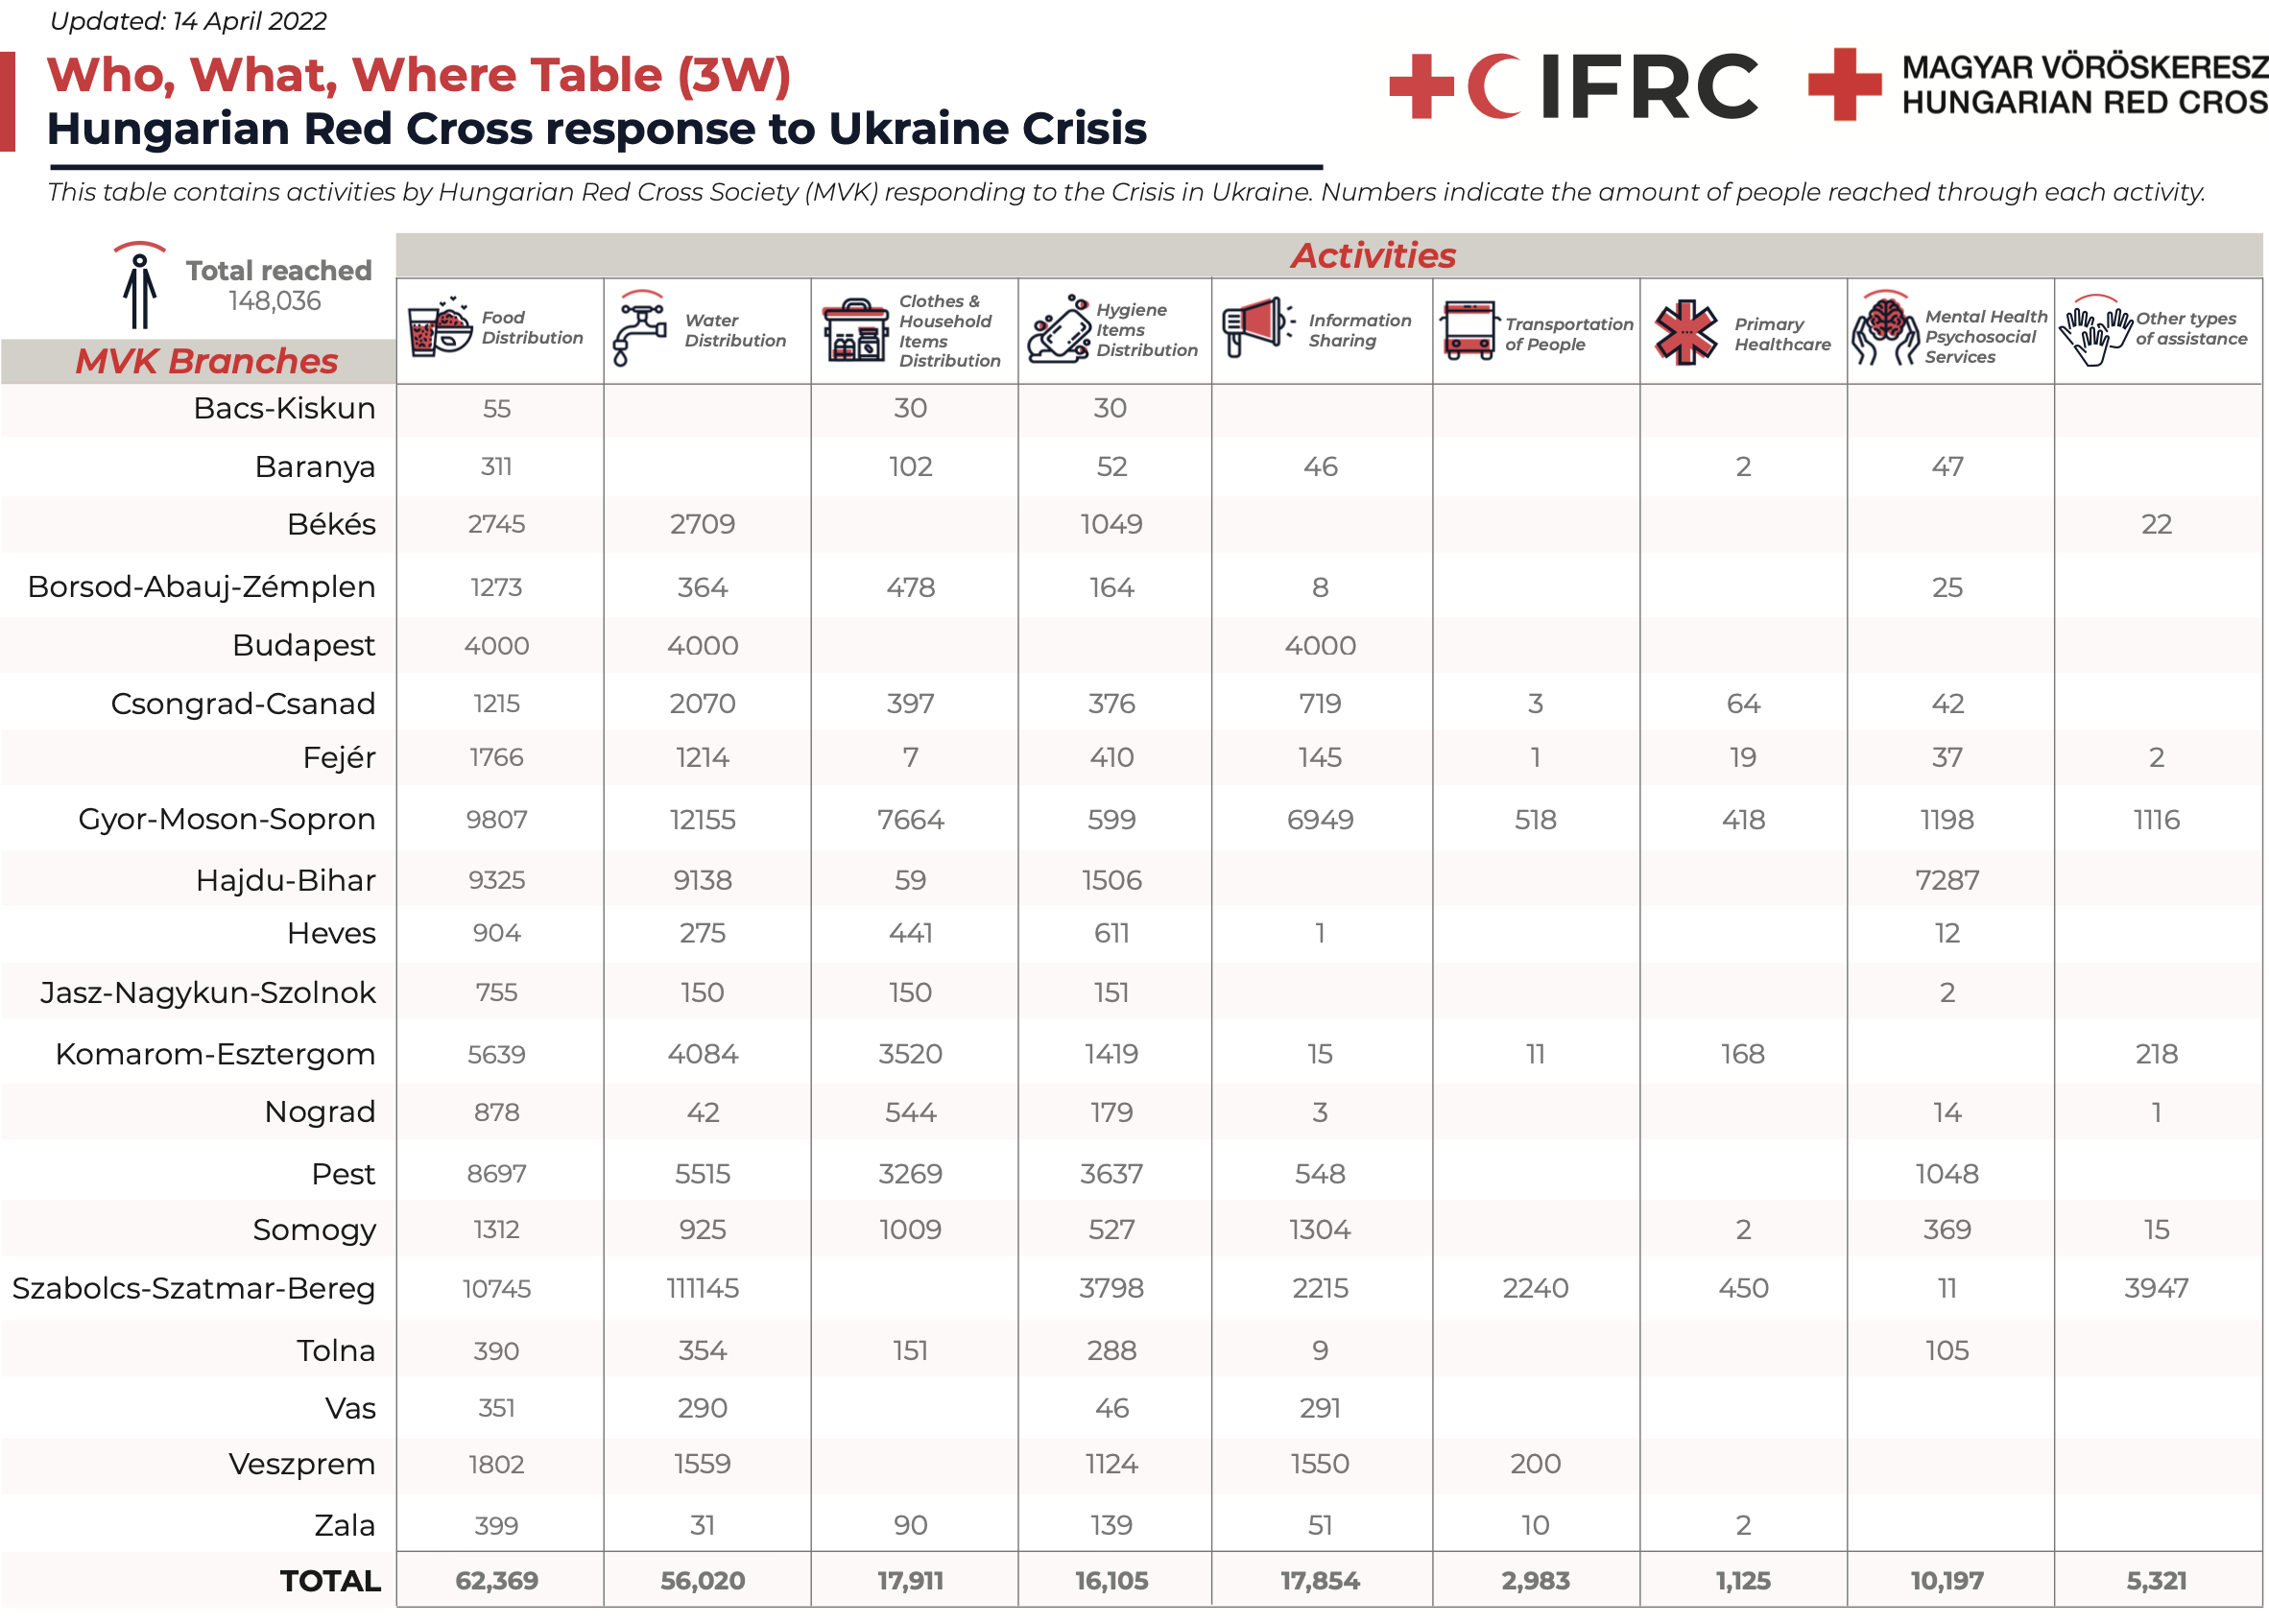 Updated: 14 April 2022
Who, What, Where Table (3W)
Hungarian Red Cross response to Ukraine Crisis
IFRC
MAGYAR VÖRÖSKERESZ
HUNGARIAN RED CROS
This table contains activities by Hungarian Red Cross Society (MVK) responding to the Crisis in Ukraine. Numbers indicate the amount of people reached through each activity.
Total reached
148,036
Activities
MVK Branches
Food
Distribution
Water
Distribution
Clothes &
Household
Items
Distribution
Hygiene
Items
Distribution
Information
Sharing
Transportation
of People
Primary
Healthcare
Mental Health
Psychosocial
Services
Other types
of assistance
Bacs-Kiskun 55 30 30
Baranya 311 102 52 46 2 47
Békés 2745 2709 1049 22
Borsod-Abauj-Zémplen 1273 364 478 164 8 25
Budapest 4000 4000 4000
Csongrad-Csanad 1215 2070 397 376 719 3 64 42
Fejér 1766 1214 7 410 145 1 19 37 2
Gyor-Moson-Sopron 9807 12155 7664 599 6949 518 418 1198 1116
Hajdu-Bihar 9325 9138 59 1506 7287
Heves 904 275 441 611 1 12
Jasz-Nagykun-Szolnok 755 150 150 151 2
Komarom-Esztergom 5639 4084 3520 1419 15 11 168 218
Nograd 878 42 544 179 3 14 1
Pest 8697 5515 3269 3637 548 1048
Somogy 1312 925 1009 527 1304 2 369 15
Szabolcs-Szatmar-Bereg 10745 111145 3798 2215 2240 450 11 3947
Tolna 390 354 151 288 9 105
Vas 351 290 46 291
Veszprem 1802 1559 1124 1550 200
Zala 399 31 90 139 51 10 2
TOTAL 62,369 56,020 17,911 16,105 17,854 2,983 1,125 10,197 5,321